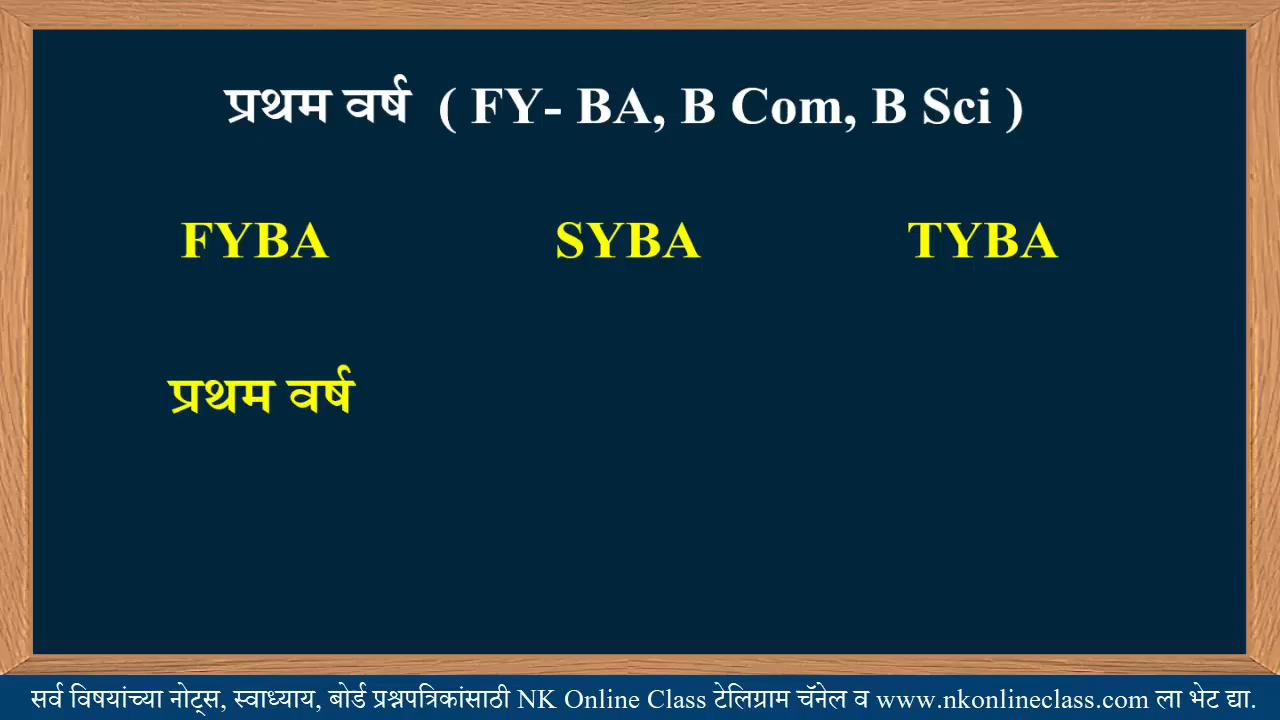 प्रथम वर्ष ( FY- BA, B Com, B Sci )
FYBA SYBA TYBA
प्रथम वर्ष
सर्व विषयांच्या नोट्स, स्वाध्याय, बोर्ड प्रश्नपत्रिकांसाठी NK Online Class टेलिग्राम चॅनेल व www.nkonlineclass.com ला भेट द्या.